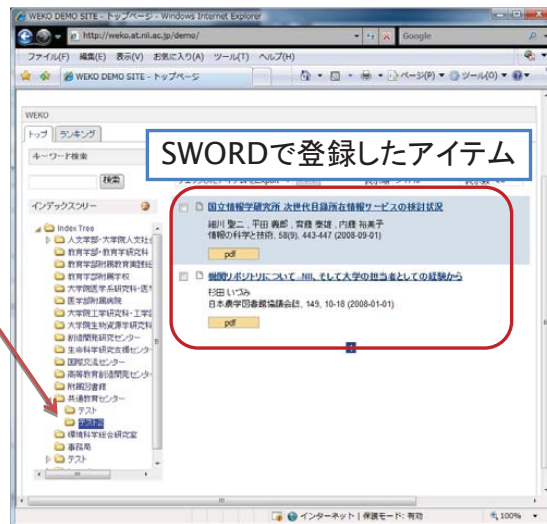 WEKO DEMO SITE - トップページ - Windows Internet Explorer
http://weko.at.nii.ac.jp/demo/
Google
ファイル(F) 編集(E) 表示(V) お気に入り(A) ツール(T) ヘルプ(H)
WEKO DEMO SITE - トップページ
ページ(P) ツール(O)
WEKO
トップ ランキング
SWORDで登録したアイテム
キーワード検索
検索
インデックスツリー
Index Tree
人文学部・大学院人文社会
教育学部・教育学研究科
教育学部附属教育実践総
教育学部附属学校
大学院医学系研究科・医学
医学部附属病院
大学院工学研究科・工学部
大学院生物資源学研究科
創造開発研究センター
生命科学研究支援センター
国際交流センター
高等教育創造開発センター
附属図書館
共通教育センター
テスト
テスト2
環境科学総合研究室
事務局
テスト
国立情報学研究所 次世代目録所在情報サービスの検討状況
細川 聖二 , 平田 義郎 , 宮膳 泰雄 , 内膳 裕美子
情報の科学と技術, 58(9), 443-447 (2008-09-01)
pdf
機関リポジトリについて -NII, そして大学の担当者としての経験から
杉田 いづみ
日本農学図書館協議会誌, 149, 10-18 (2008-01-01)
pdf
インターネット | 保護モード: 有効
100%